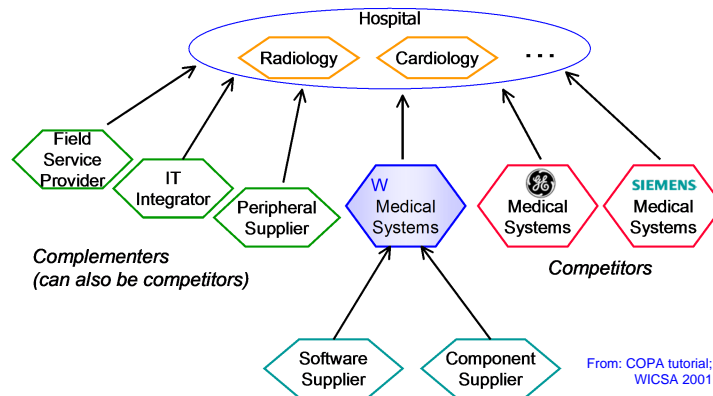 Hospital
Radiology
Cardiology
...
Field
Service
Provider
IT
Integrator
Peripheral
Supplier
W
Medical
Systems
GE
Medical
Systems
SIEMENS
Medical
Systems
Complementers
(can also be competitors)
Competitors
Software
Supplier
Component
Supplier
From: COPA tutorial;
WICSA 2001